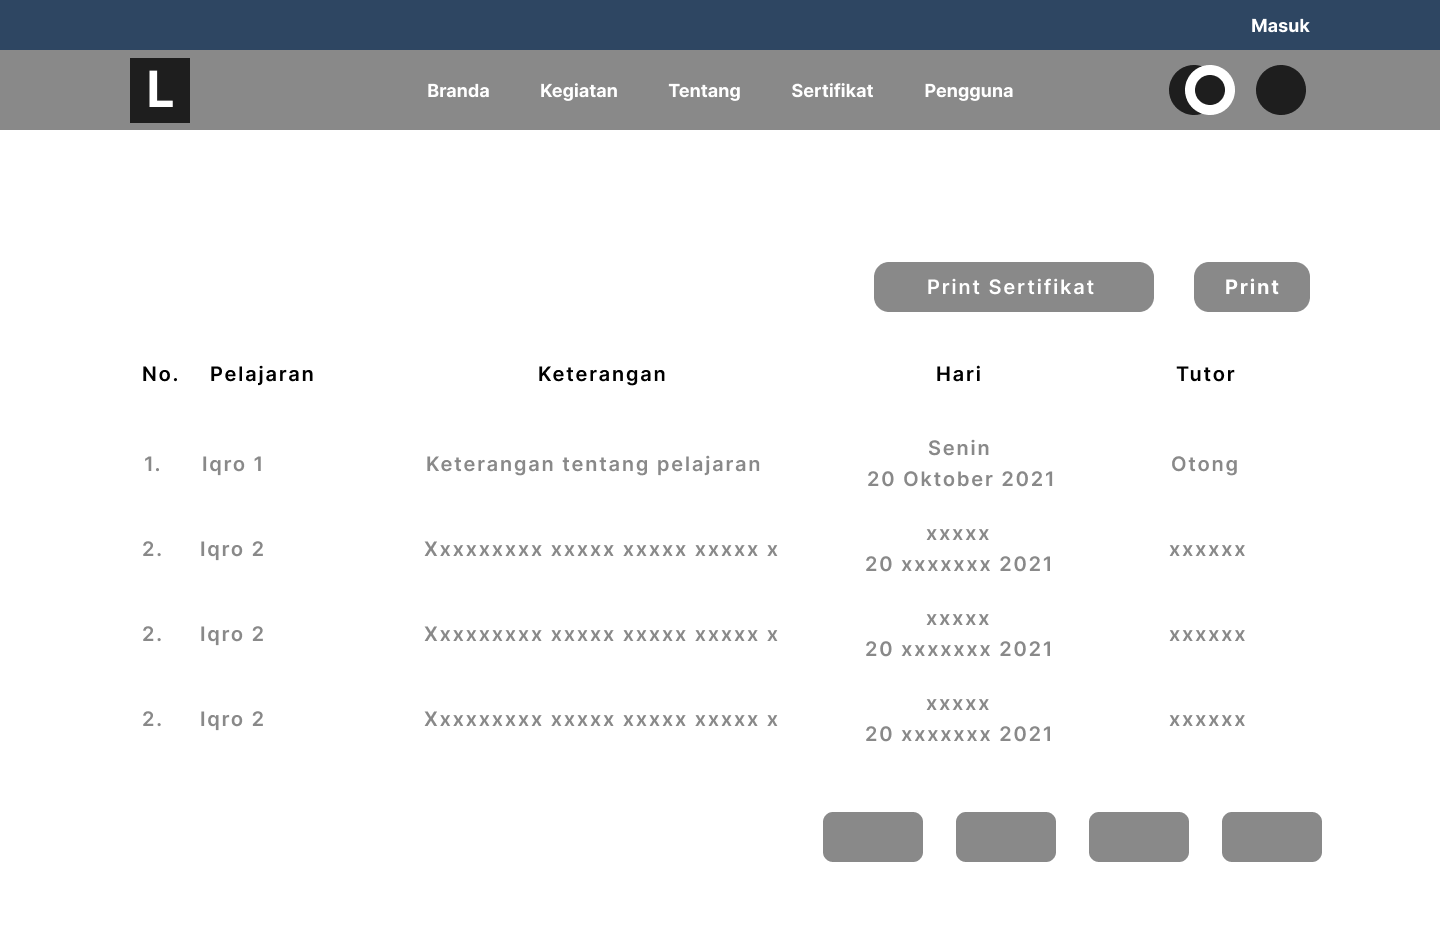 Masuk
L
Branda Kegiatan Tentang Sertifikat Pengguna
Print Sertifikat Print
No. Pelajaran Keterangan Hari Tutor
1. Iqro 1 Keterangan tentang pelajaran Senin
20 Oktober 2021 Otong
2. Iqro 2 Xxxxxxxxx xxxxx xxxxx xxxxx x xxxxx
20 xxxxxxx 2021 xxxxxx
2. Iqro 2 Xxxxxxxxx xxxxx xxxxx xxxxx x xxxxx
20 xxxxxxx 2021 xxxxxx
2. Iqro 2 Xxxxxxxxx xxxxx xxxxx xxxxx x xxxxx
20 xxxxxxx 2021 xxxxxx